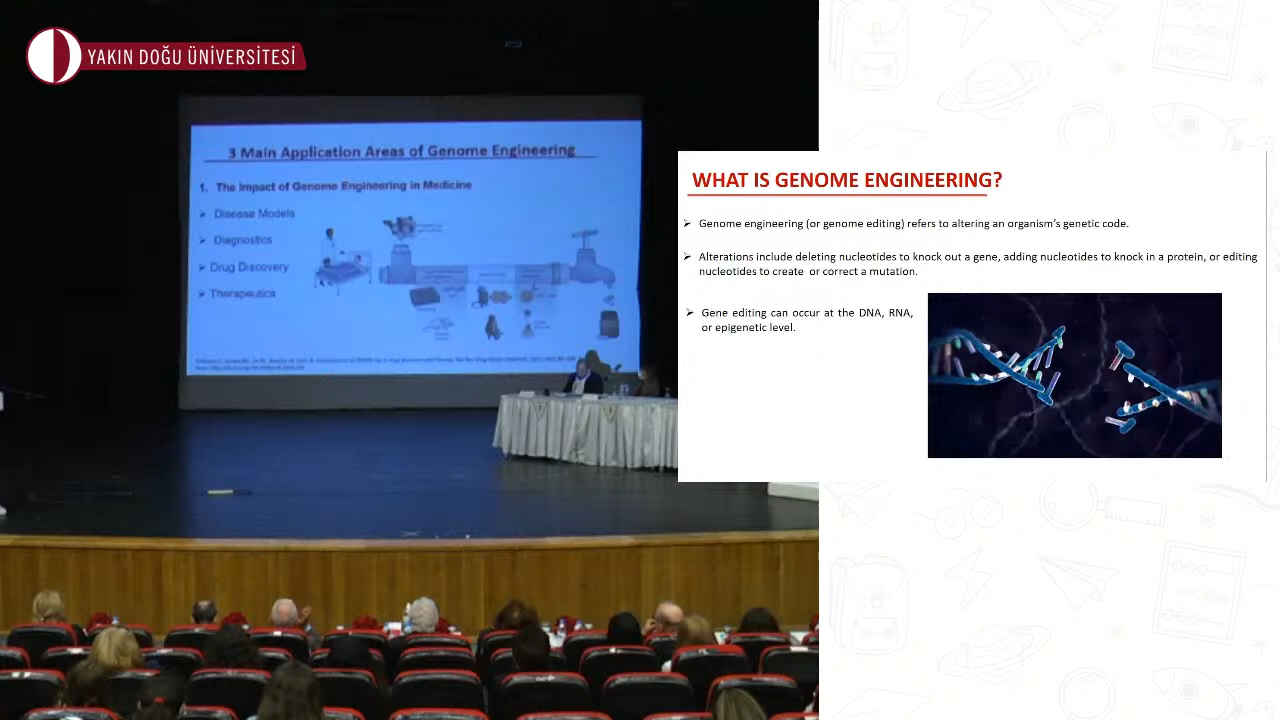 YAKIN DOĞU ÜNİVERSİTESİ
3 Main Application Areas of Genome Engineering
1. The Impact of Genome Engineering in Medicine
➢ Disease Models
➢ Diagnostics
➢ Drug Discovery
➢ Therapeutics
WHAT IS GENOME ENGINEERING?
➢ Genome engineering (or genome editing) refers to altering an organism's genetic code.
➢ Alterations include deleting nucleotides to knock out a gene, adding nucleotides to knock in a protein, or editing
nucleotides to create or correct a mutation.
➢ Gene editing can occur at the DNA, RNA,
or epigenetic level.